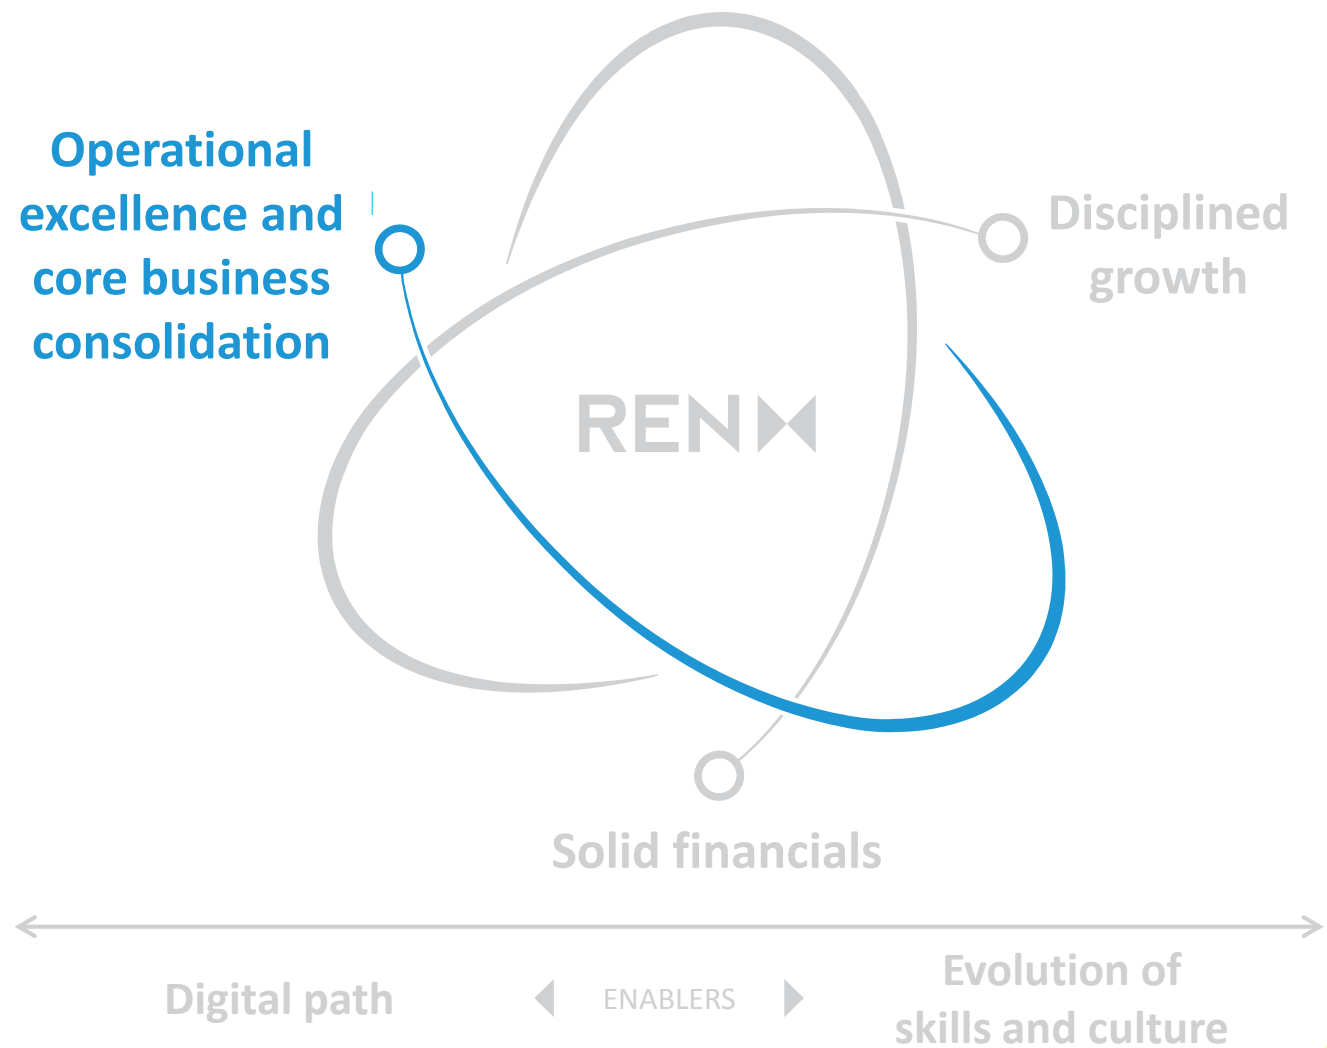 Operational
excellence and
core business
consolidation
Disciplined
growth
REN
Solid financials
Digital path
ENABLERS
Evolution of
skills and culture